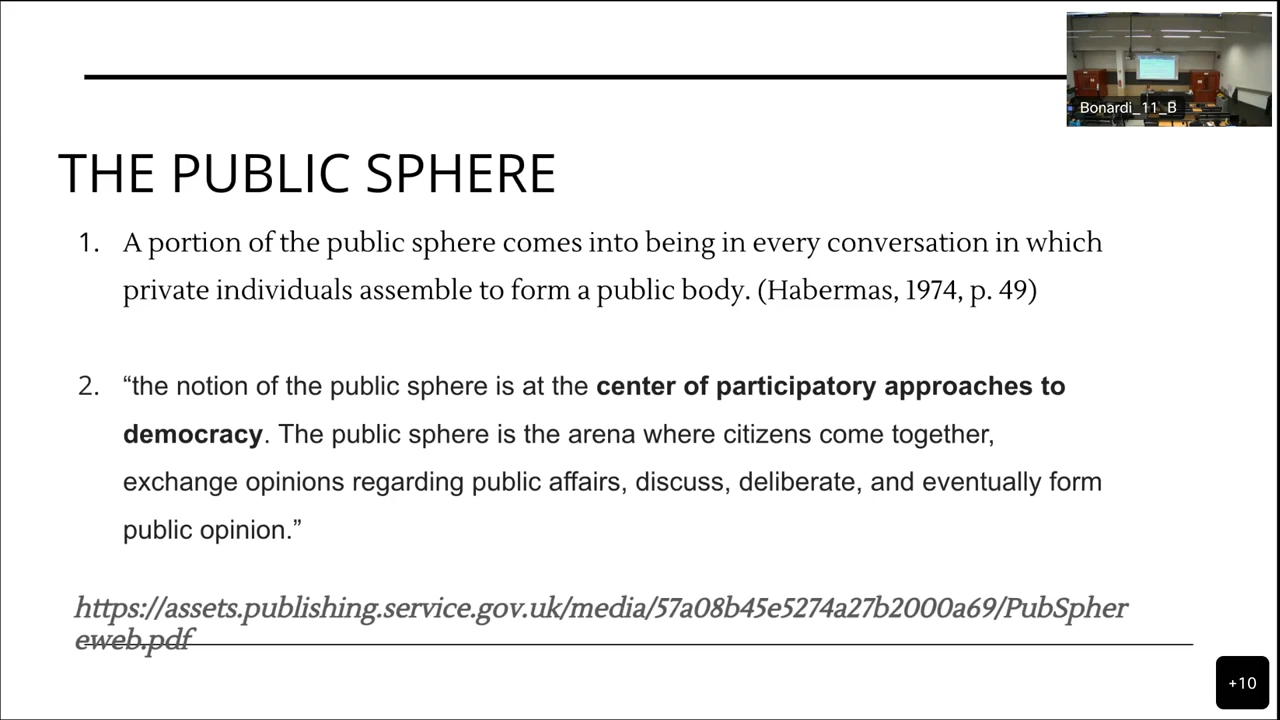 Bonardi_11_B
THE PUBLIC SPHERE
1. A portion of the public sphere comes into being in every conversation in which
private individuals assemble to form a public body. (Habermas, 1974, p. 49)
2. “the notion of the public sphere is at the center of participatory approaches to
democracy. The public sphere is the arena where citizens come together,
exchange opinions regarding public affairs, discuss, deliberate, and eventually form
public opinion.”
https://assets.publishing.service.gov.uk/media/57a08b45e5274a27b2000a69/PubSpher
eweb.pdf
+10